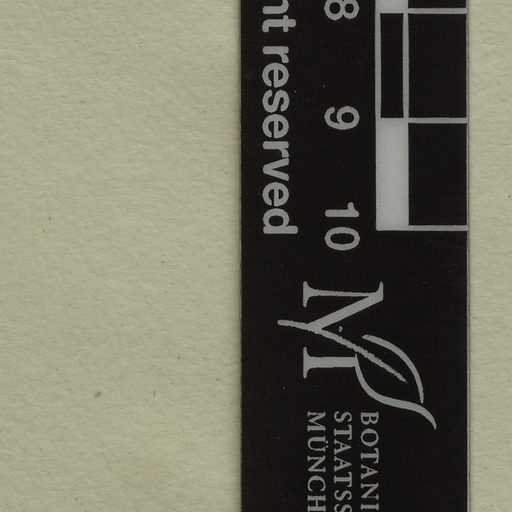 nt reserved
8 9 10
M
BOTANI
STAATSS
MÜNCH